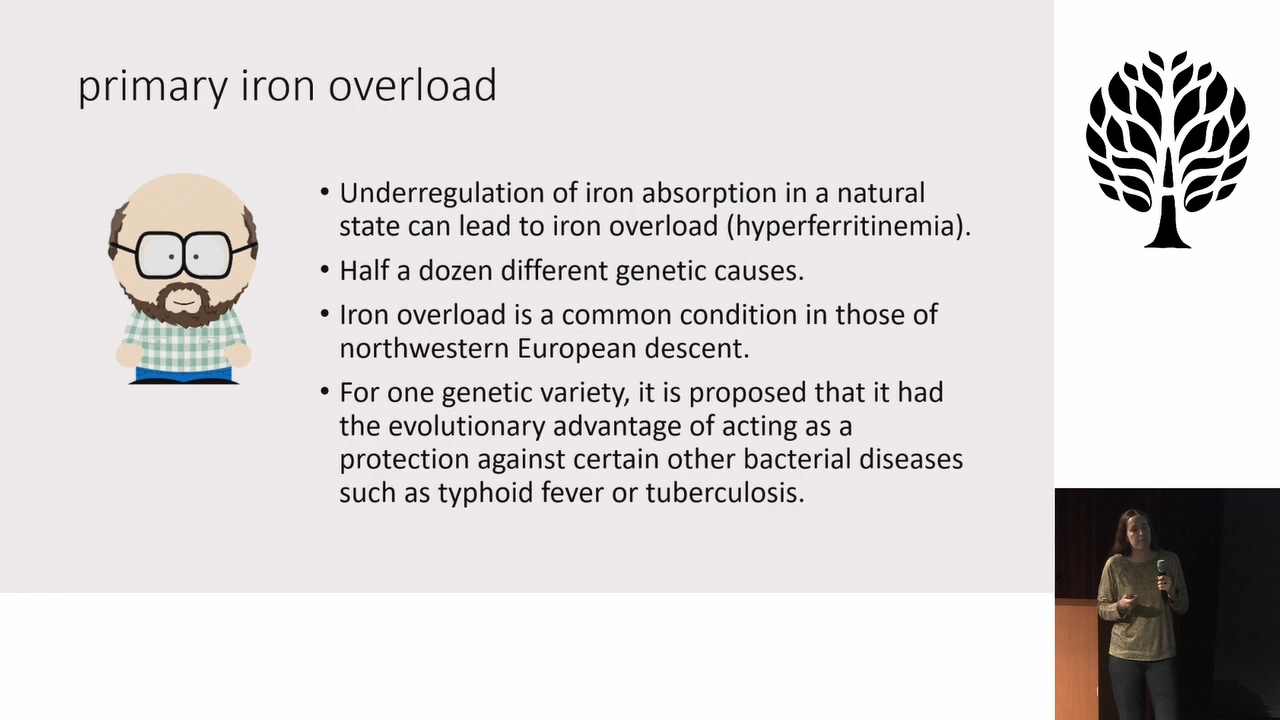 primary iron overload
• Underregulation of iron absorption in a natural
state can lead to iron overload (hyperferritinemia).
• Half a dozen different genetic causes.
• Iron overload is a common condition in those of
northwestern European descent.
• For one genetic variety, it is proposed that it had
the evolutionary advantage of acting as a
protection against certain other bacterial diseases
such as typhoid fever or tuberculosis.